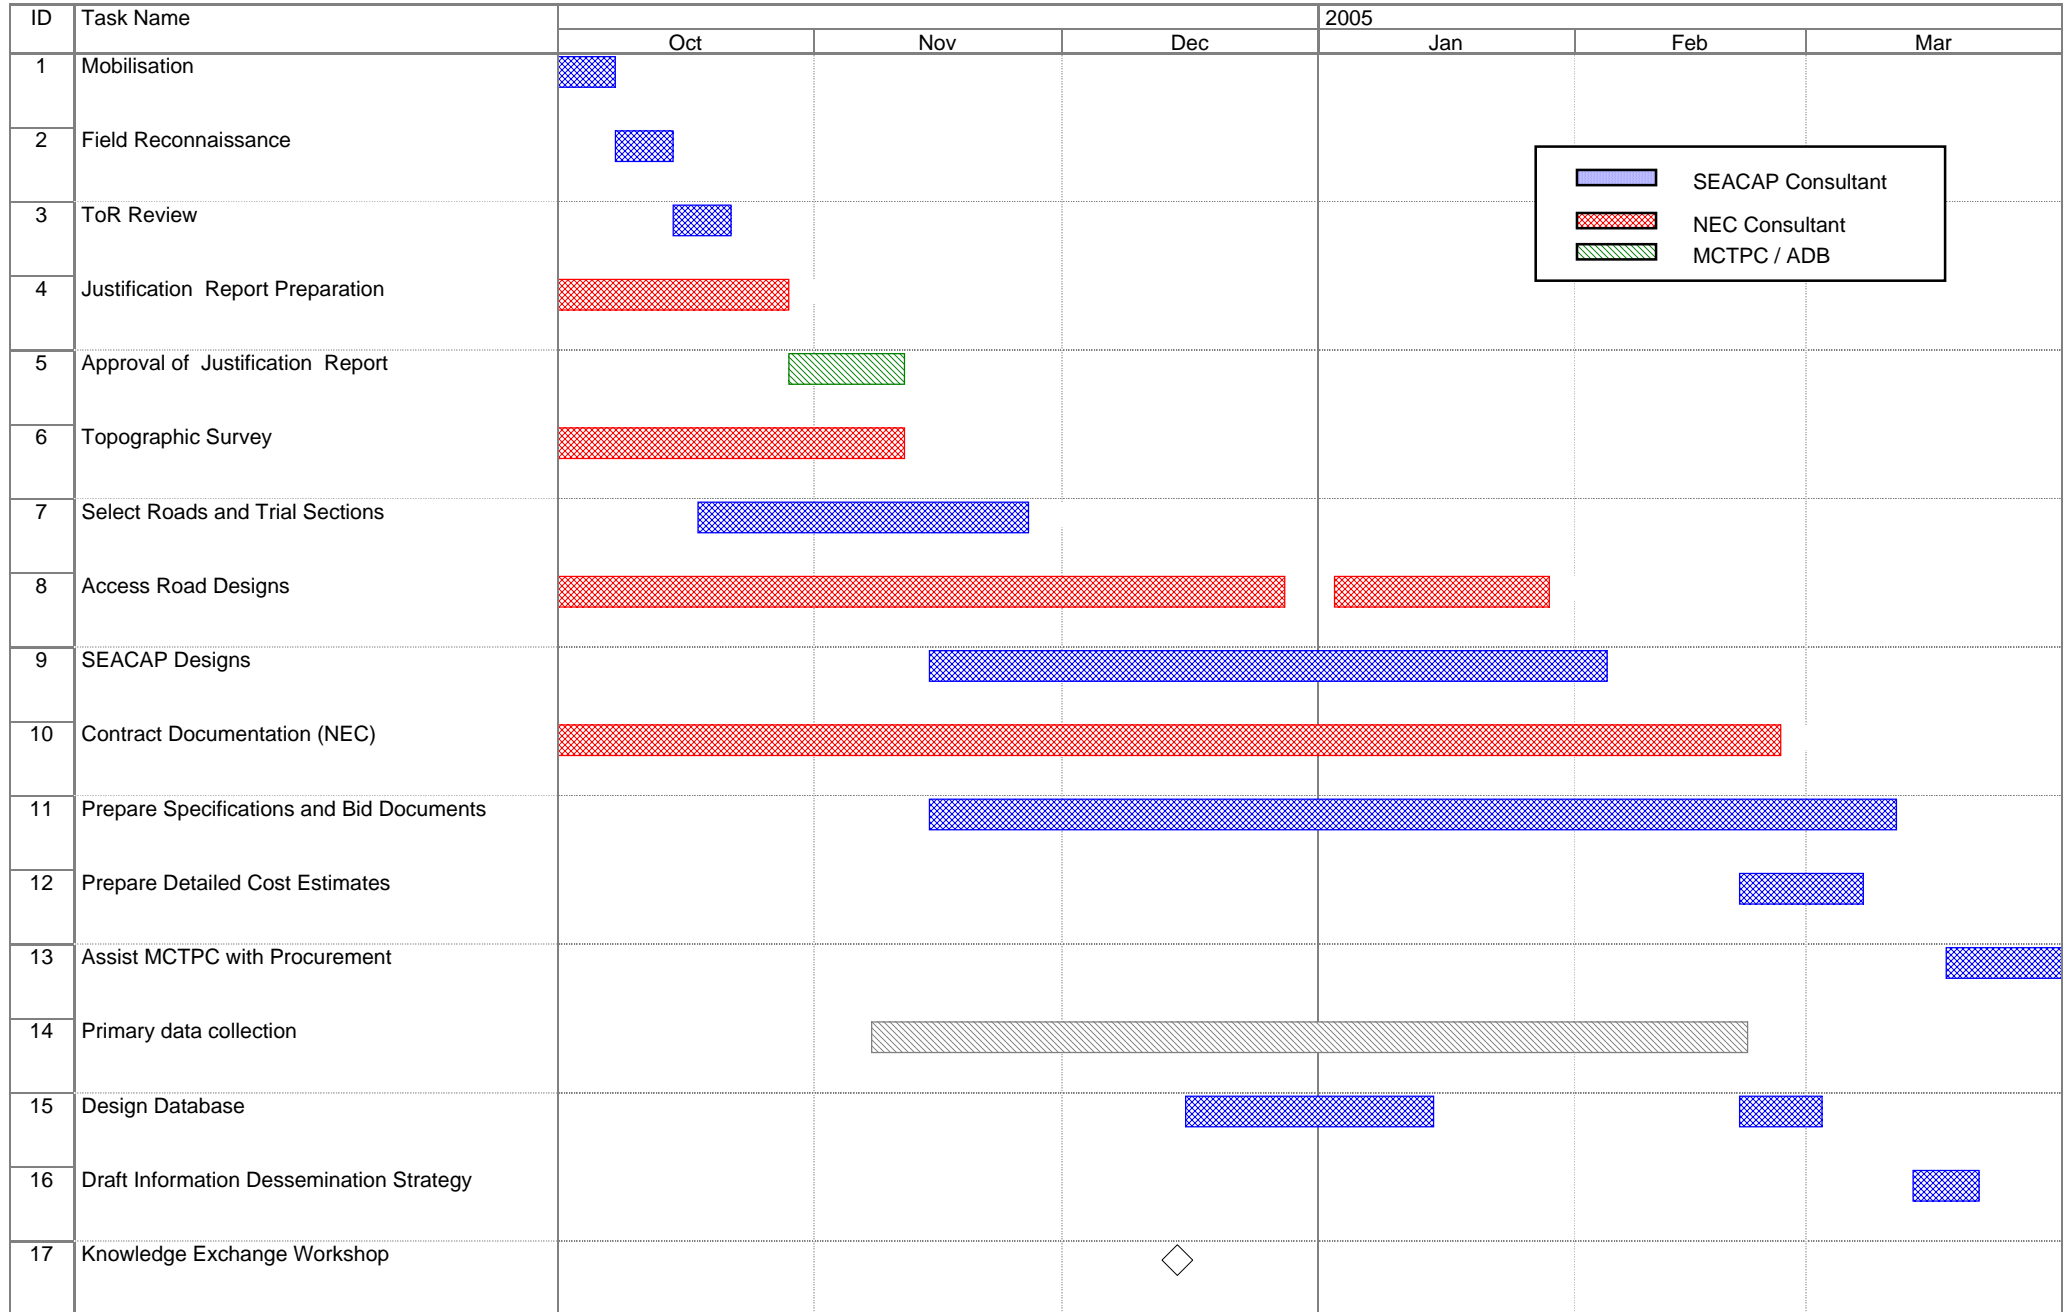 ID Task Name 2005
Oct Nov Dec Jan Feb Mar
1 Mobilisation
2 Field Reconnaissance
SEACAP Consultant
3 ToR Review
NEC Consultant
MCTPC / ADB
4 Justification Report Preparation
5 Approval of Justification Report
6 Topographic Survey
7 Select Roads and Trial Sections
8 Access Road Designs
9 SEACAP Designs
10 Contract Documentation (NEC)
11 Prepare Specifications and Bid Documents
12 Prepare Detailed Cost Estimates
13 Assist MCTPC with Procurement
14 Primary data collection
15 Design Database
16 Draft Information Dessemination Strategy
17 Knowledge Exchange Workshop